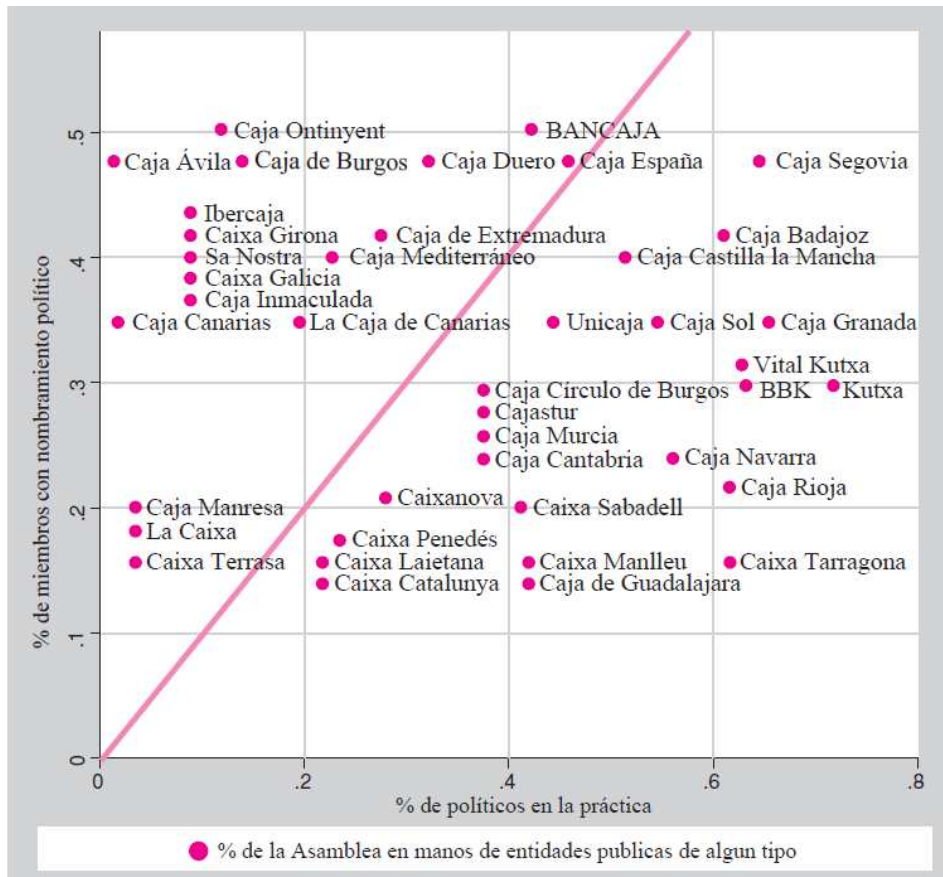 % de miembros con nombramiento político
.5
.4
.3
.2
.1
0
Caja Ontinyent
BANCAJA
Caja Ávila
Caja de Burgos
Caja Duero
Caja España
Caja Segovia
Ibercaja
Caixa Girona
Caja de Extremadura
Caja Badajoz
Sa Nostra
Caja Mediterráneo
Caja Castilla la Mancha
Caixa Galicia
Caja Inmaculada
Caja Canarias
La Caja de Canarias
Unicaja
Caja Sol
Caja Granada
Vital Kutxa
Caja Círculo de Burgos
BBK
Kutxa
Cajastur
Caja Murcia
Caja Cantabria
Caja Navarra
Caja Rioja
Caixanova
Caja Manresa
Caixa Sabadell
La Caixa
Caixa Penedés
Caixa Terrasa
Caixa Laietana
Caixa Manlleu
Caixa Tarragona
Caixa Catalunya
Caja de Guadalajara
0
.2
.4
.6
.8
% de políticos en la práctica
% de la Asamblea en manos de entidades publicas de algun tipo